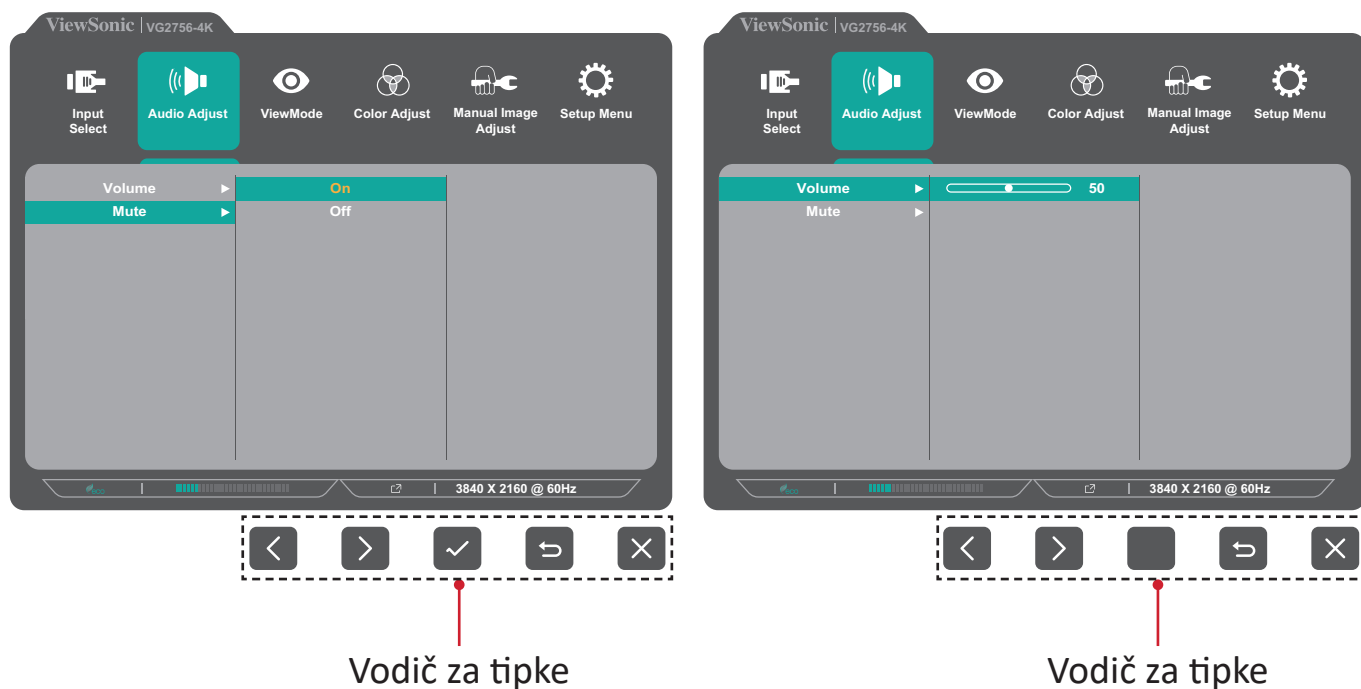 ViewSonic | VG2756-4K
Input Select
Audio Adjust
ViewMode
Color Adjust
Manual Image Adjust
Setup Menu
Volume
On
Mute
Off
eco
3840 X 2160 @ 60Hz
Vodič za tipke
ViewSonic | VG2756-4K
Input Select
Audio Adjust
ViewMode
Color Adjust
Manual Image Adjust
Setup Menu
Volume
50
Mute
eco
3840 X 2160 @ 60Hz
Vodič za tipke